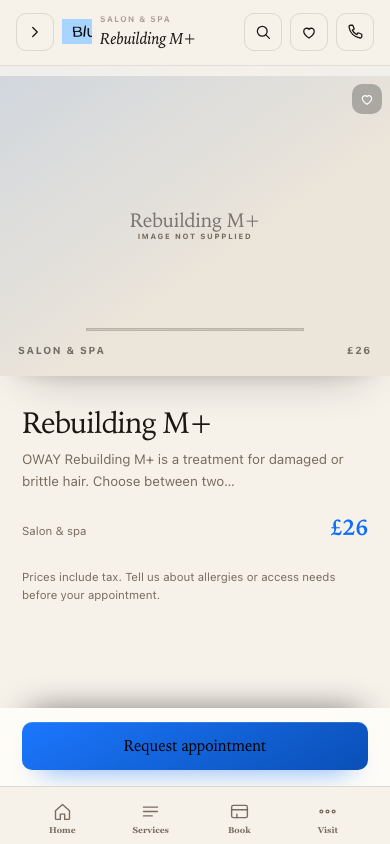 SALON & SPA
Rebuilding M+
Rebuilding M+
IMAGE NOT SUPPLIED
SALON & SPA
£26
Rebuilding M+
OWAY Rebuilding M+ is a treatment for damaged or
brittle hair. Choose between two...
Salon & spa
£26
Prices include tax. Tell us about allergies or access needs
before your appointment.
Request appointment
Home
Services
Book
Visit